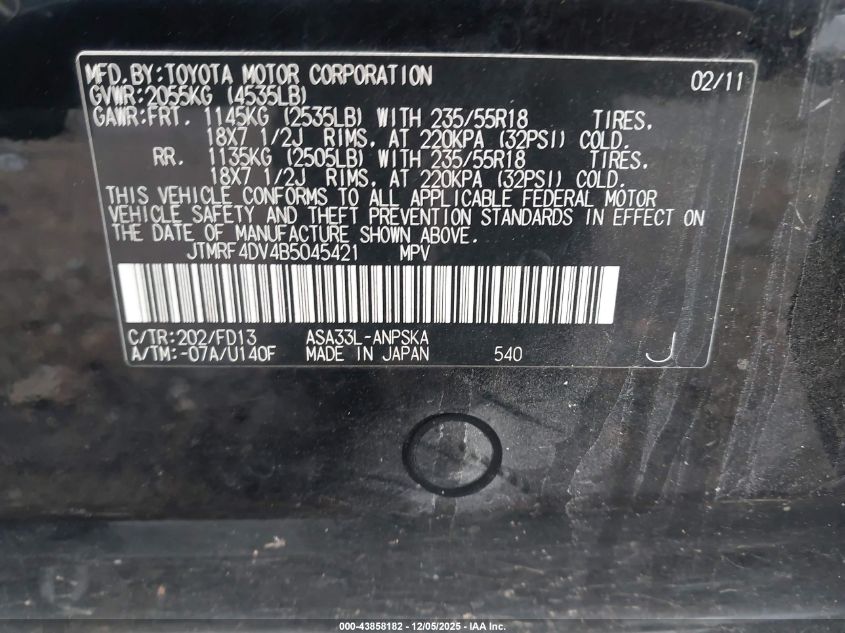 MFD.BY:TOYOTA MOTOR CORPORATION 02/11
GVWR:2055KG (4535LB)
GAWR:FRT. 1145KG (2535LB) WITH 235/55R18 TIRES,
18X7 1/2J RIMS, AT 220KPA (32PSI) COLD.
RR. 1135KG (2505LB) WITH 235/55R18 TIRES,
18X7 1/2J RIMS, AT 220KPA (32PSI) COLD.
THIS VEHICLE CONFORMS TO ALL APPLICABLE FEDERAL MOTOR
VEHICLE SAFETY AND THEFT PREVENTION STANDARDS IN EFFECT ON
THE DATE OF MANUFACTURE SHOWN ABOVE.
JTMRF4DV4B5045421 MPV
C/TR:202/FD13 ASA33L-ANPSKA
A/TM:-07A/U140F MADE IN JAPAN 540 J
000-43858182 - 12/05/2025 - IAA Inc.